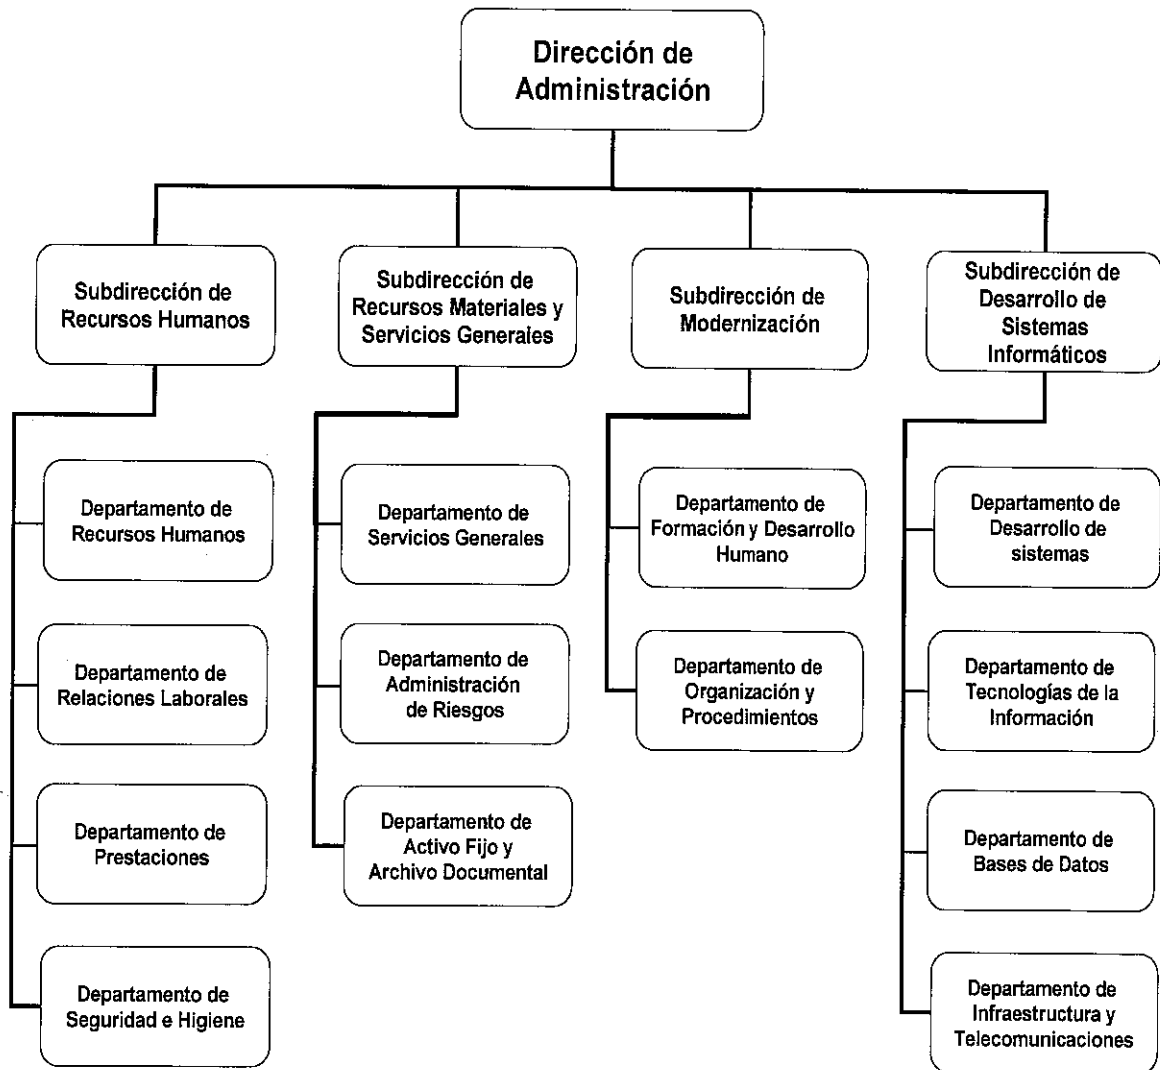 Dirección de
Administración
Subdirección de
Recursos Humanos
Subdirección de
Recursos Materiales y
Servicios Generales
Subdirección de
Modernización
Subdirección de
Desarrollo de
Sistemas
Informáticos
Departamento de
Recursos Humanos
Departamento de
Servicios Generales
Departamento de
Formación y Desarrollo
Humano
Departamento de
Desarrollo de
sistemas
Departamento de
Relaciones Laborales
Departamento de
Administración
de Riesgos
Departamento de
Organización y
Procedimientos
Departamento de
Tecnologías de la
Información
Departamento de
Prestaciones
Departamento de
Activo Fijo y
Archivo Documental
Departamento de
Bases de Datos
Departamento de
Seguridad e Higiene
Departamento de
Infraestructura y
Telecomunicaciones